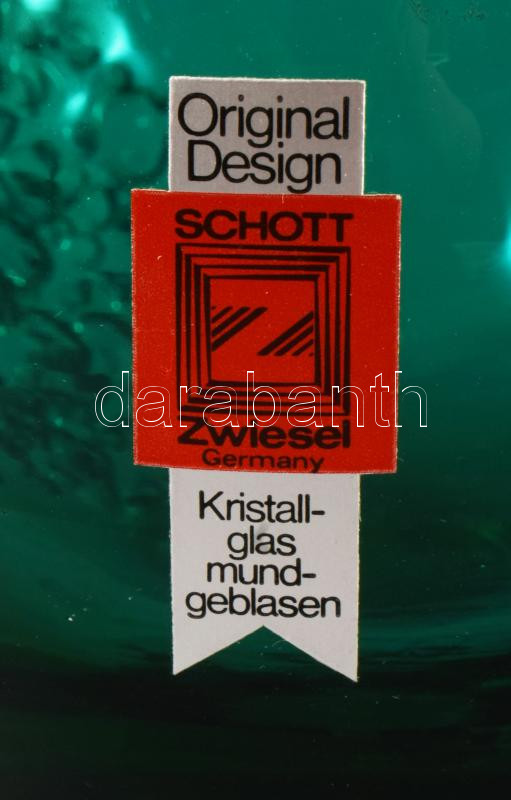 Original
Design
SCHOTT
darabanth
Zwiesel
Germany
Kristall-
glas
mund-
geblasen